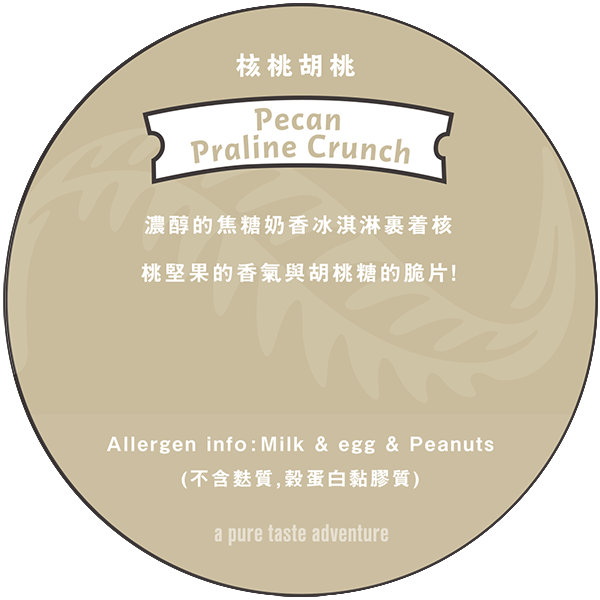 核桃胡桃
Pecan
Praline Crunch
濃醇的焦糖奶香冰淇淋裹着核
桃堅果的香氣與胡桃糖的脆片!
Allergen info:Milk & egg & Peanuts
(不含麩質,穀蛋白黏膠質)
a pure taste adventure